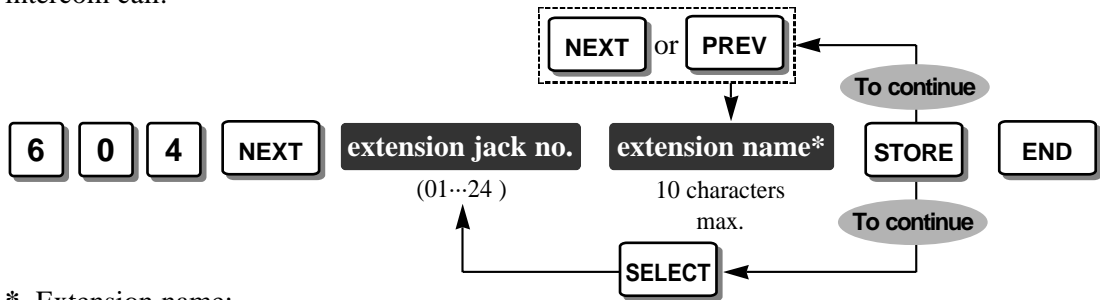 intercom call.
NEXT or PREV
To continue
6 0 4 NEXT extension jack no. extension name* STORE END
(01···24 )
10 characters
max.
To continue
SELECT
* Extension name: